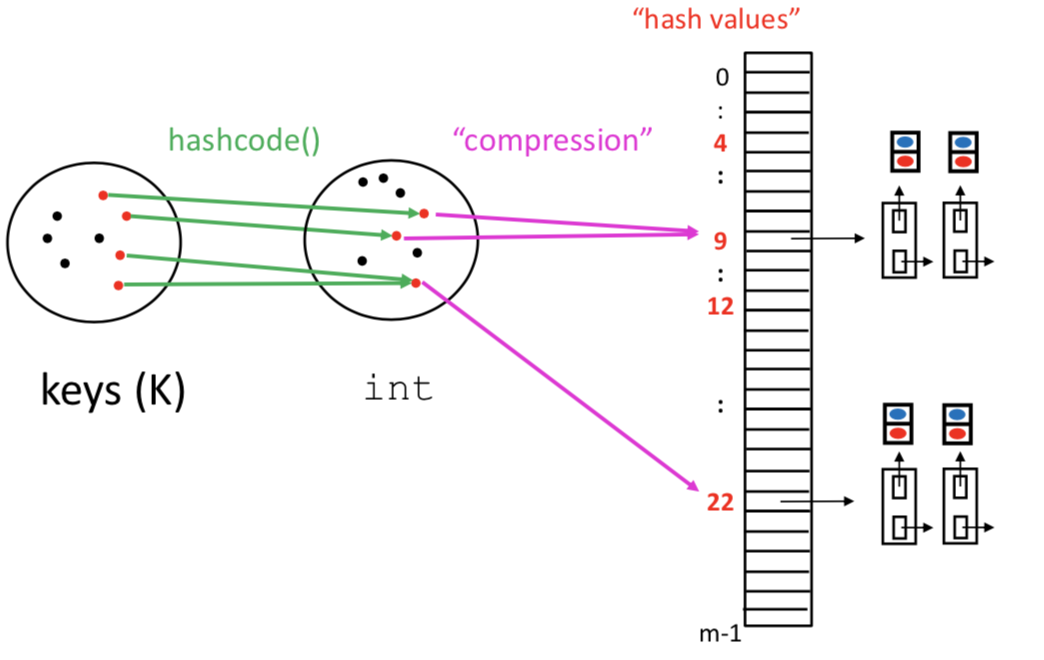 “hash values”
hashcode()
“compression”
0
:
4
:
9
:
12
:
22
m-1
keys (K)
int